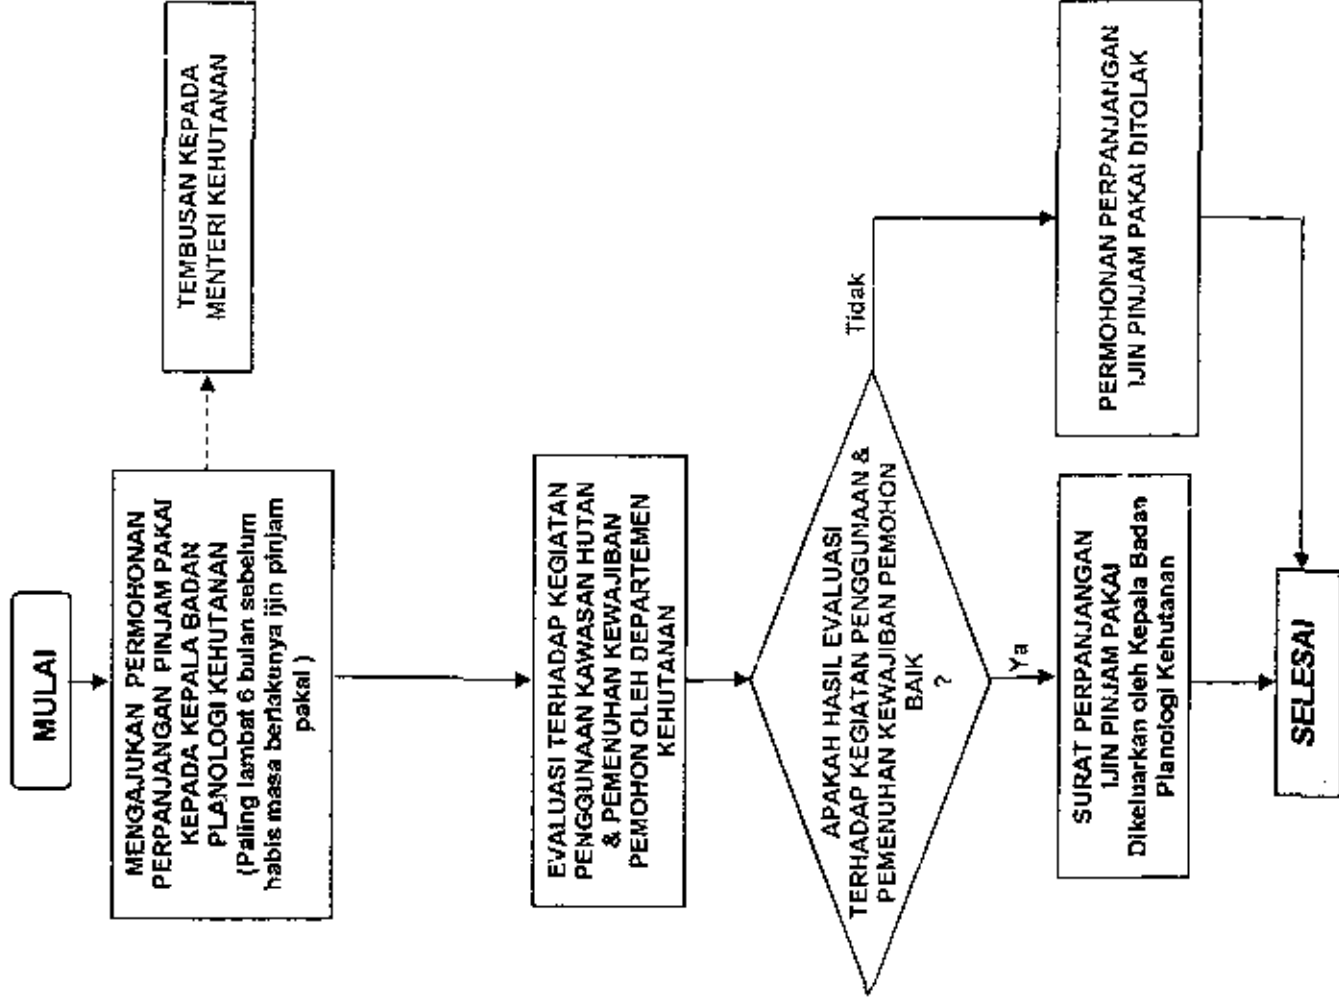 MULAI
MENGAJUKAN PERMOHONAN
PERPANJANGAN PINJAM PAKAI
KEPADA KEPALA BADAN
PLANOLOGI KEHUTANAN
(Paling lambat 6 bulan sebelum
habis masa berlakunya ijin pinjam
pakai )
TEMBUSAN KEPADA
MENTERI KEHUTANAN
EVALUASI TERHADAP KEGIATAN
PENGGUNAAN KAWASAN HUTAN
& PEMENUHAN KEWAJIBAN
PEMOHON OLEH DEPARTEMEN
KEHUTANAN
APAKAH HASIL EVALUASI
TERHADAP KEGIATAN PENGGUNAAN &
PEMENUHAN KEWAJIBAN PEMOHON
BAIK
?
Tidak
Ya
SURAT PERPANJANGAN
IJIN PINJAM PAKAI
Dikeluarkan oleh Kepala Badan
Planologi Kehutanan
PERMOHONAN PERPANJANGAN
IJIN PINJAM PAKAI DITOLAK
SELESAI